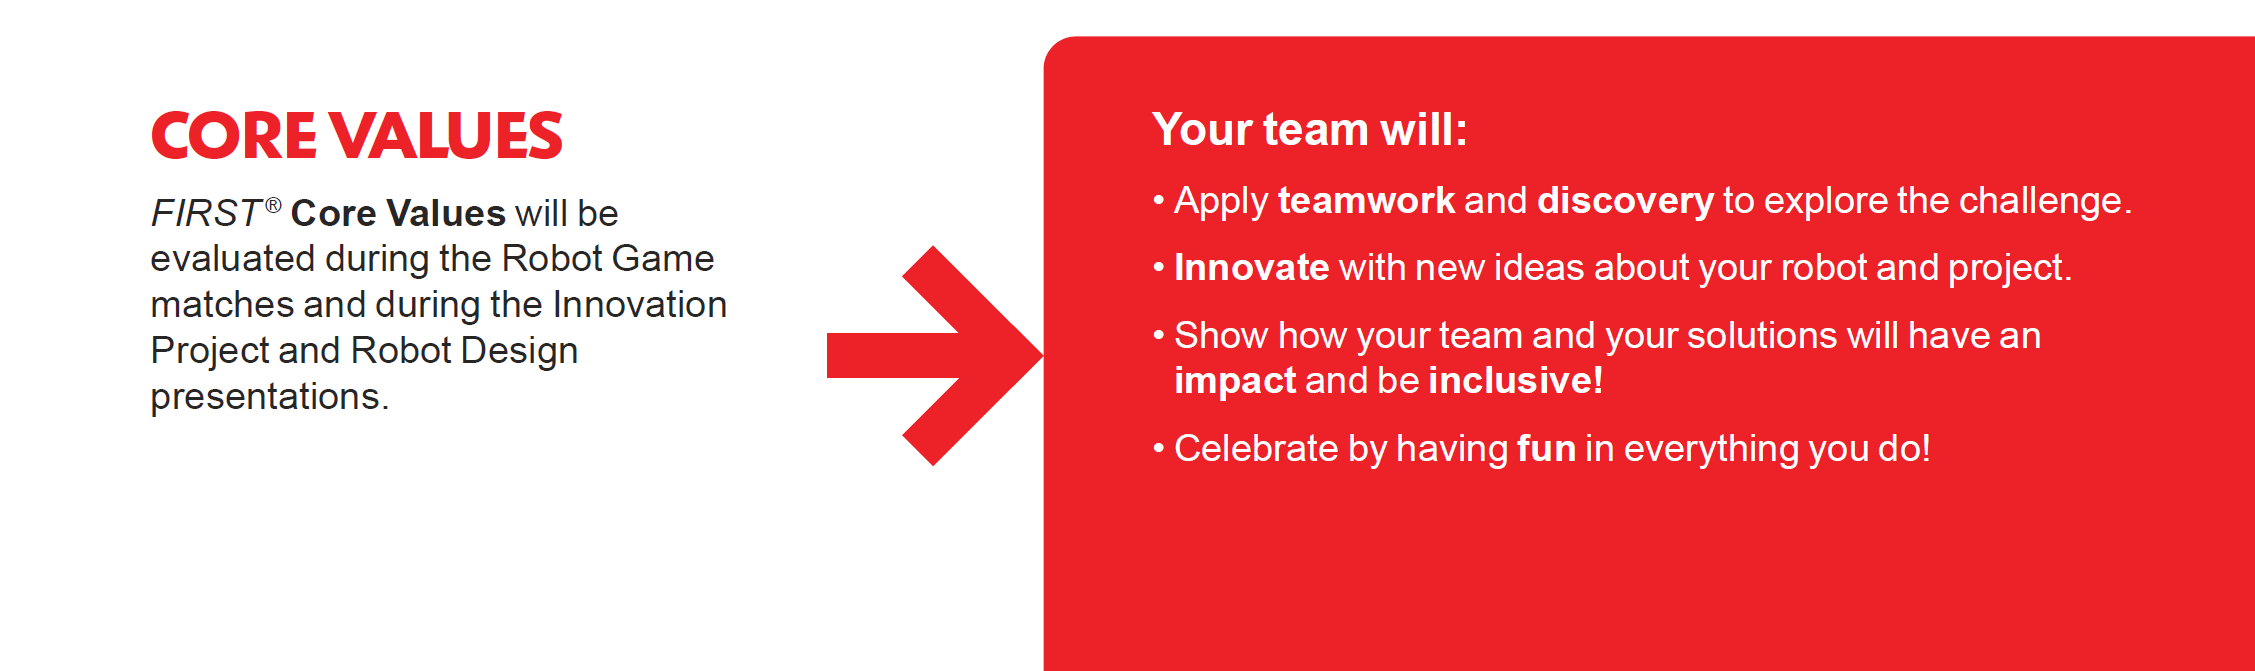 CORE VALUES
FIRST® Core Values will be
evaluated during the Robot Game
matches and during the Innovation
Project and Robot Design
presentations.
Your team will:
• Apply teamwork and discovery to explore the challenge.
• Innovate with new ideas about your robot and project.
• Show how your team and your solutions will have an
impact and be inclusive!
• Celebrate by having fun in everything you do!